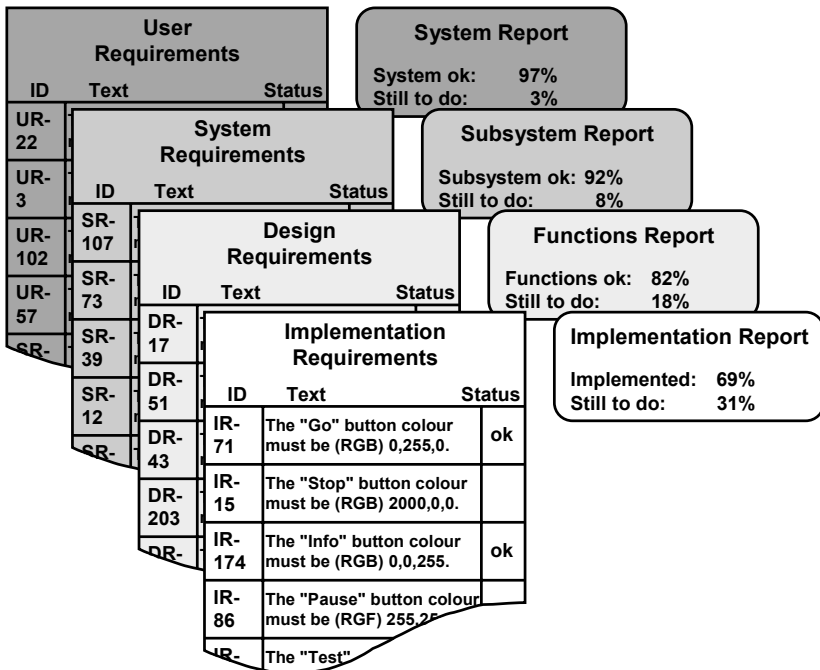 User
Requirements
ID Text Status
UR-
22
UR-
3
UR-
102
UR-
57
SR-
System Report
System ok: 97%
Still to do: 3%
System
Requirements
ID Text Status
SR-
107
SR-
73
SR-
39
SR-
12
SR-
Subsystem Report
Subsystem ok: 92%
Still to do: 8%
Design
Requirements
ID Text Status
DR-
17
DR-
51
DR-
43
DR-
203
DR-
Functions Report
Functions ok: 82%
Still to do: 18%
Implementation
Requirements
ID Text Status
IR-
71
The "Go" button colour
must be (RGB) 0,255,0.
ok
IR-
15
The "Stop" button colour
must be (RGB) 2000,0,0.
IR-
174
The "Info" button colour
must be (RGB) 0,0,255.
ok
IR-
86
The "Pause" button colour
must be (RGF) 255,25
IR-
The "Test"
Implementation Report
Implemented: 69%
Still to do: 31%